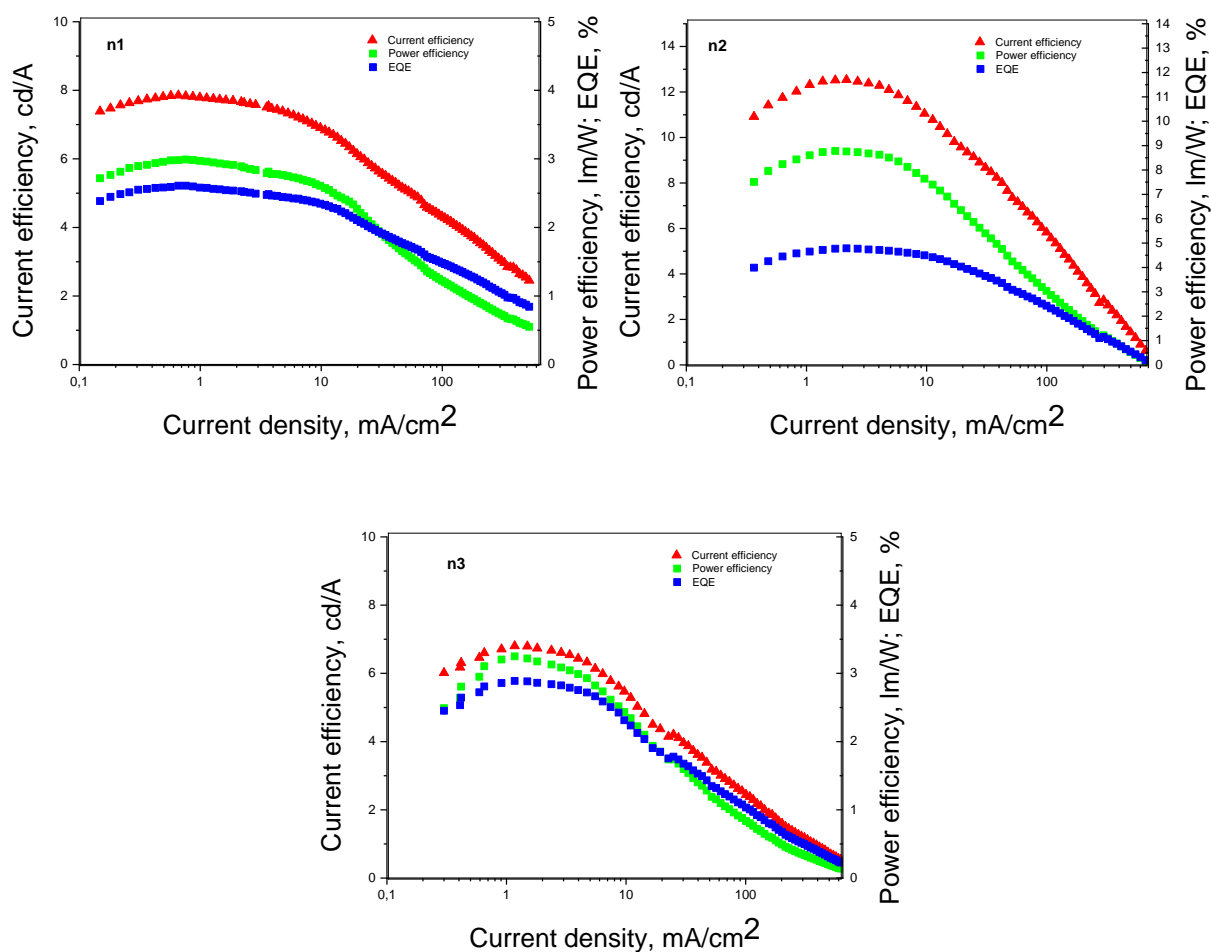 n1
Current efficiency
Power efficiency
EQE
Current efficiency, cd/A
10
8
6
4
2
0
5
4
3
2
1
0
Power efficiency, lm/W; EQE, %
0,1 1 10 100
Current density, mA/cm2
n2
Current efficiency
Power efficiency
EQE
Current efficiency, cd/A
14
12
10
8
6
4
2
0
14
13
12
11
10
9
8
7
6
5
4
3
2
1
0
Power efficiency, lm/W; EQE, %
0,1 1 10 100
Current density, mA/cm2
n3
Current efficiency
Power efficiency
EQE
Current efficiency, cd/A
10
8
6
4
2
0
5
4
3
2
1
0
Power efficiency, lm/W; EQE, %
0,1 1 10 100
Current density, mA/cm2